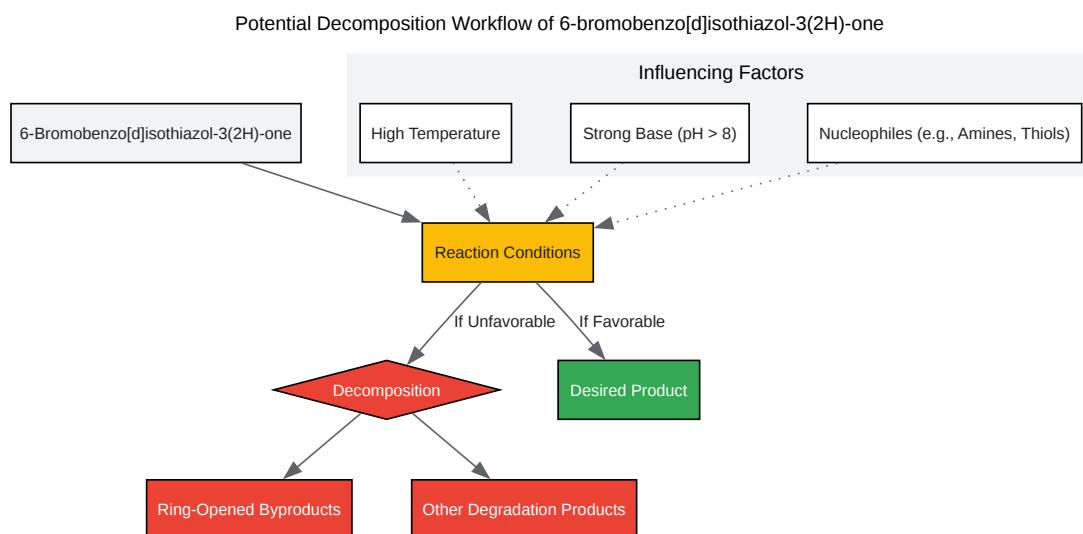 Potential Decomposition Workflow of 6-bromobenzo[d]isothiazol-3(2H)-one
Influencing Factors
6-Bromobenzo[d]isothiazol-3(2H)-one
High Temperature
Strong Base (pH > 8)
Nucleophiles (e.g., Amines, Thiols)
Reaction Conditions
If Unfavorable
If Favorable
Decomposition
Desired Product
Ring-Opened Byproducts
Other Degradation Products